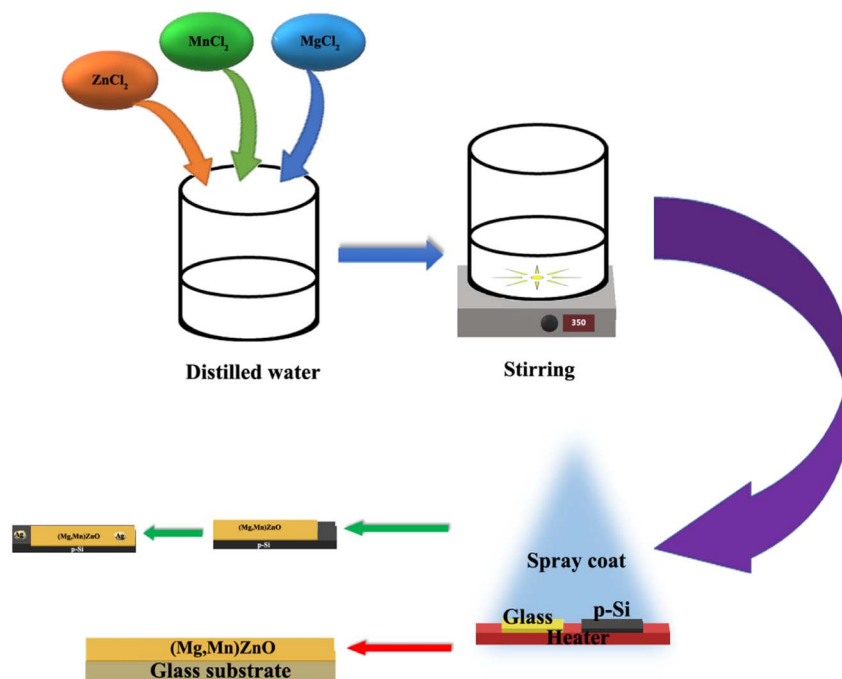 MnCl₂
MgCl₂
ZnCl₂
350
Distilled water
Stirring
Spray coat
Glass
p-Si
Heater
(Mg,Mn)ZnO
p-Si
Ag
(Mg,Mn)ZnO
Ag
p-Si
(Mg,Mn)ZnO
Glass substrate